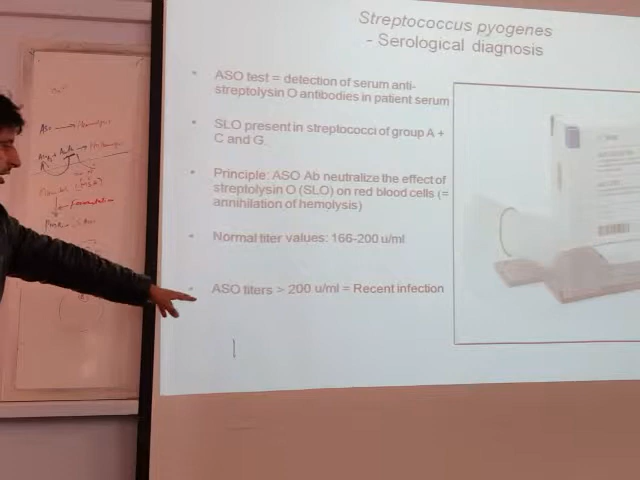 Streptococcus pyogenes
- Serological diagnosis
• ASO test = detection of serum anti-
streptolysin O antibodies in patient serum
• SLO present in streptococci of group A +
C and G.
• Principle: ASO Ab neutralize the effect of
streptolysin O (SLO) on red blood cells (=
annihilation of hemolysis)
• Normal titer values: 166-200 u/ml
• ASO titers > 200 u/ml = Recent infection